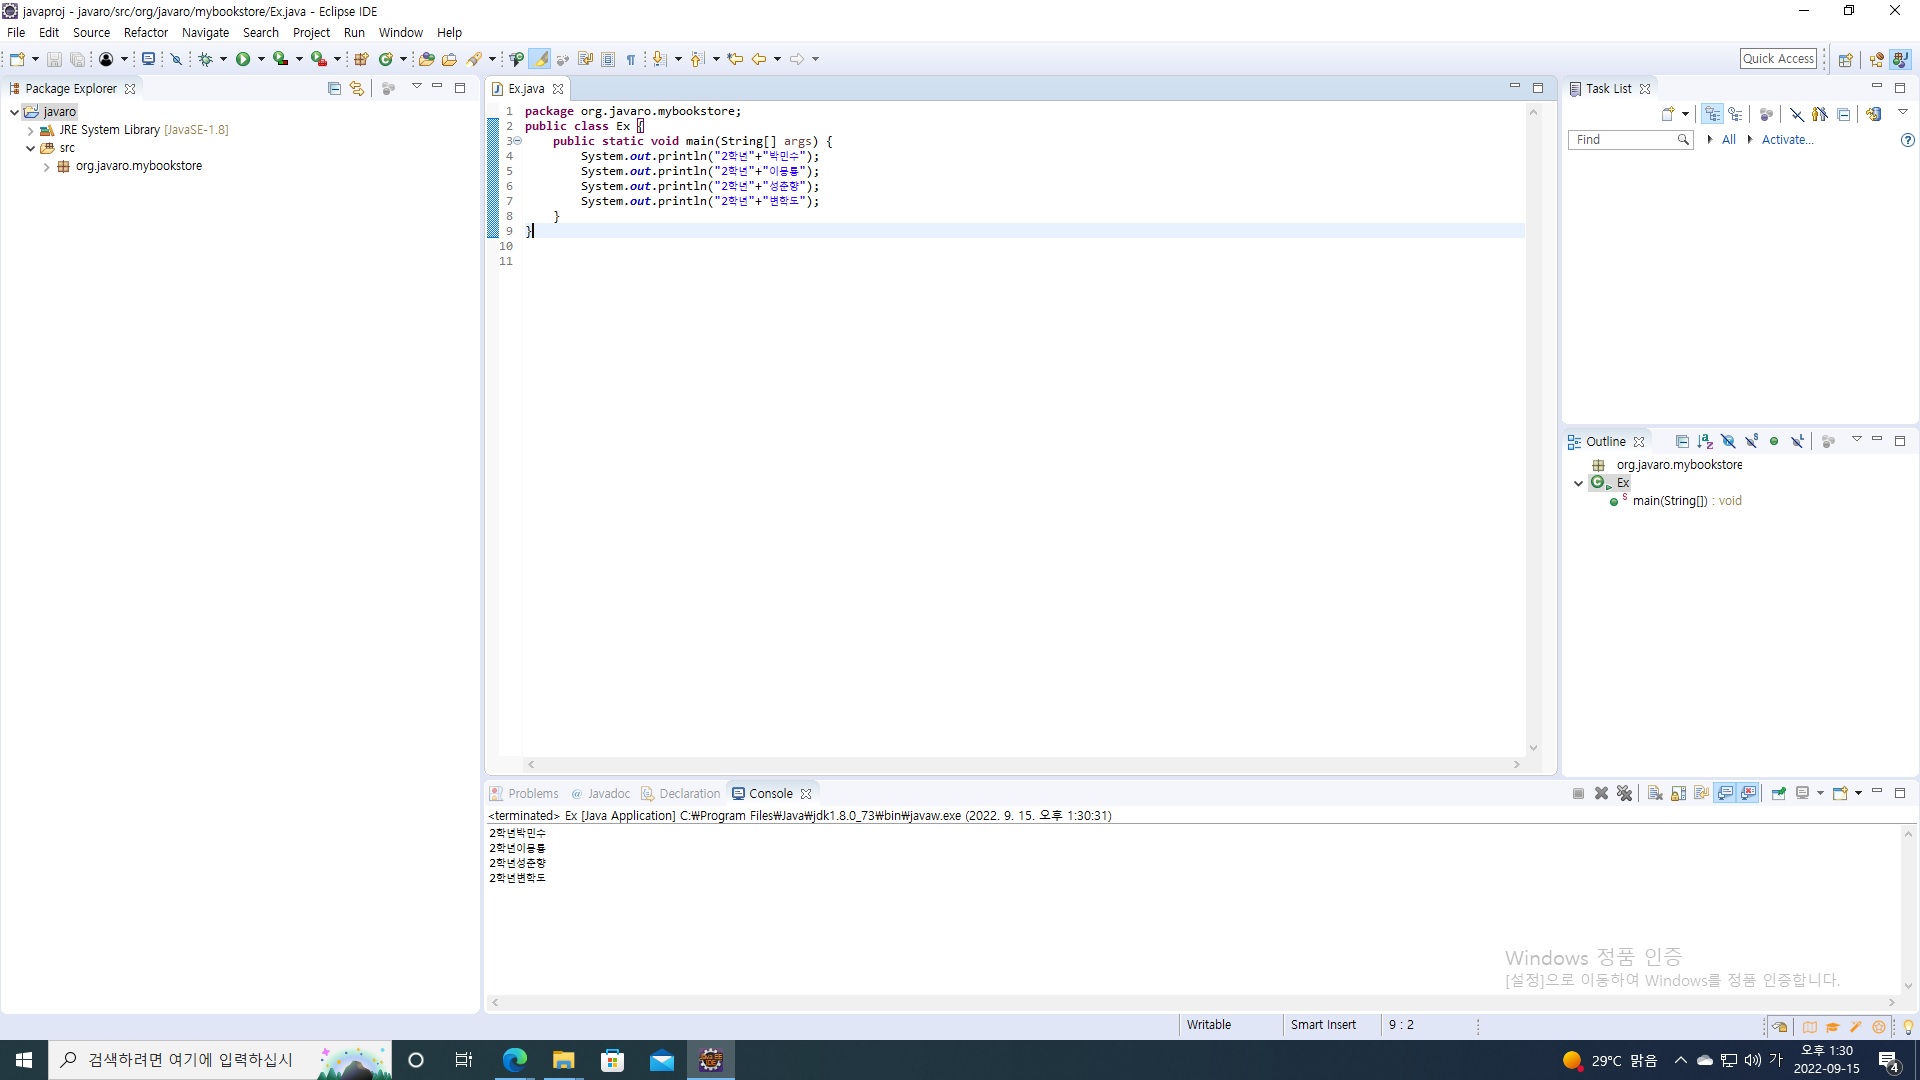 javaproj - javaro/src/org/javaro/mybookstore/Ex.java - Eclipse IDE
File Edit Source Refactor Navigate Search Project Run Window Help
Quick Access
Package Explorer
javaro
JRE System Library [JavaSE-1.8]
src
org.javaro.mybookstore
Ex.java
1 package org.javaro.mybookstore;
2 public class Ex {
3 public static void main(String[] args) {
4 System.out.println("2학년"+"박민수");
5 System.out.println("2학년"+"이몽룡");
6 System.out.println("2학년"+"성춘향");
7 System.out.println("2학년"+"변학도");
8 }
9 }
10
11
Task List
Find
All
Activate...
Outline
org.javaro.mybookstore
Ex
main(String[]) : void
Problems Javadoc Declaration Console
<terminated> Ex [Java Application] C:₩Program Files₩Java₩jdk1.8.0_73₩bin₩javaw.exe (2022. 9. 15. 오후 1:30:31)
2학년박민수
2학년이몽룡
2학년성춘향
2학년변학도
Windows 정품 인증
[설정]으로 이동하여 Windows를 정품 인증합니다.
Writable
Smart Insert
9 : 2
검색하려면 여기에 입력하십시
29°C 맑음
가
오후 1:30
2022-09-15
4